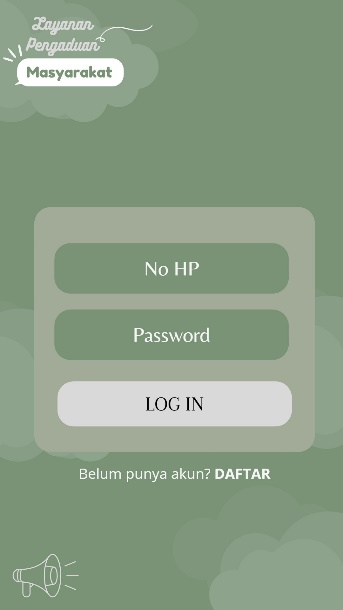 Layanan
Pengaduan
Masyarakat
No HP
Password
LOG IN
Belum punya akun? DAFTAR